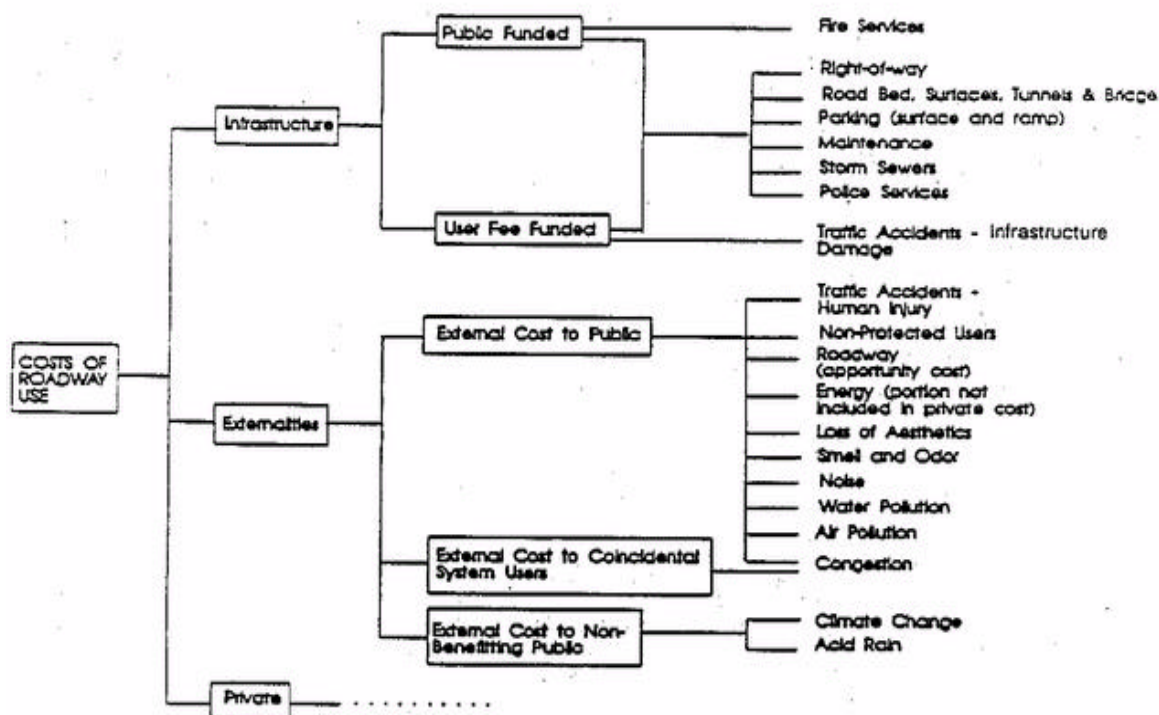 Public Funded
Fire Services
Right-of-way
Road Bed, Surfaces, Tunnels & Bridge
Infrastructure
Parking (surface and ramp)
Maintenance
Storm Sewers
Police Services
User Fee Funded
Traffic Accidents - Infrastructure
Damage
Traffic Accidents -
Human Injury
External Cost to Public
Non-Protected Users
COSTS OF
ROADWAY
USE
Roadway
(opportunity cost)
Energy (portion not
included in private cost)
Externalities
Loss of Aesthetics
Smell and Odor
Noise
Water Pollution
Air Pollution
External Cost to Coincidental
System Users
Congestion
External Cost to Non-
Benefitting Public
Climate Change
Acid Rain
Private